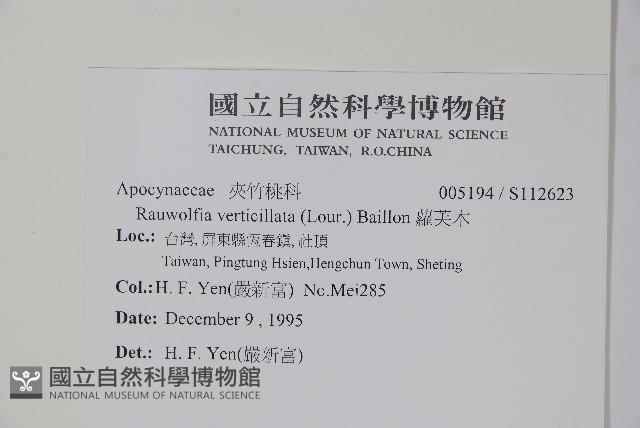 國立自然科學博物館
NATIONAL MUSEUM OF NATURAL SCIENCE
TAICHUNG, TAIWAN, R.O.CHINA
Apocynaceae 夾竹桃科 005194 / S112623
Rauwolfia verticillata (Lour.) Baillon 蘿芙木
Loc.: 台灣, 屏東縣恆春鎮, 社頂
Taiwan, Pingtung Hsien,Hengchun Town, Sheting
Col.:H. F. Yen(嚴新富) No.Mei285
Date: December 9 , 1995
Det.: H. F. Yen(嚴新富)
國立自然科學博物館
NATIONAL MUSEUM OF NATURAL SCIENCE